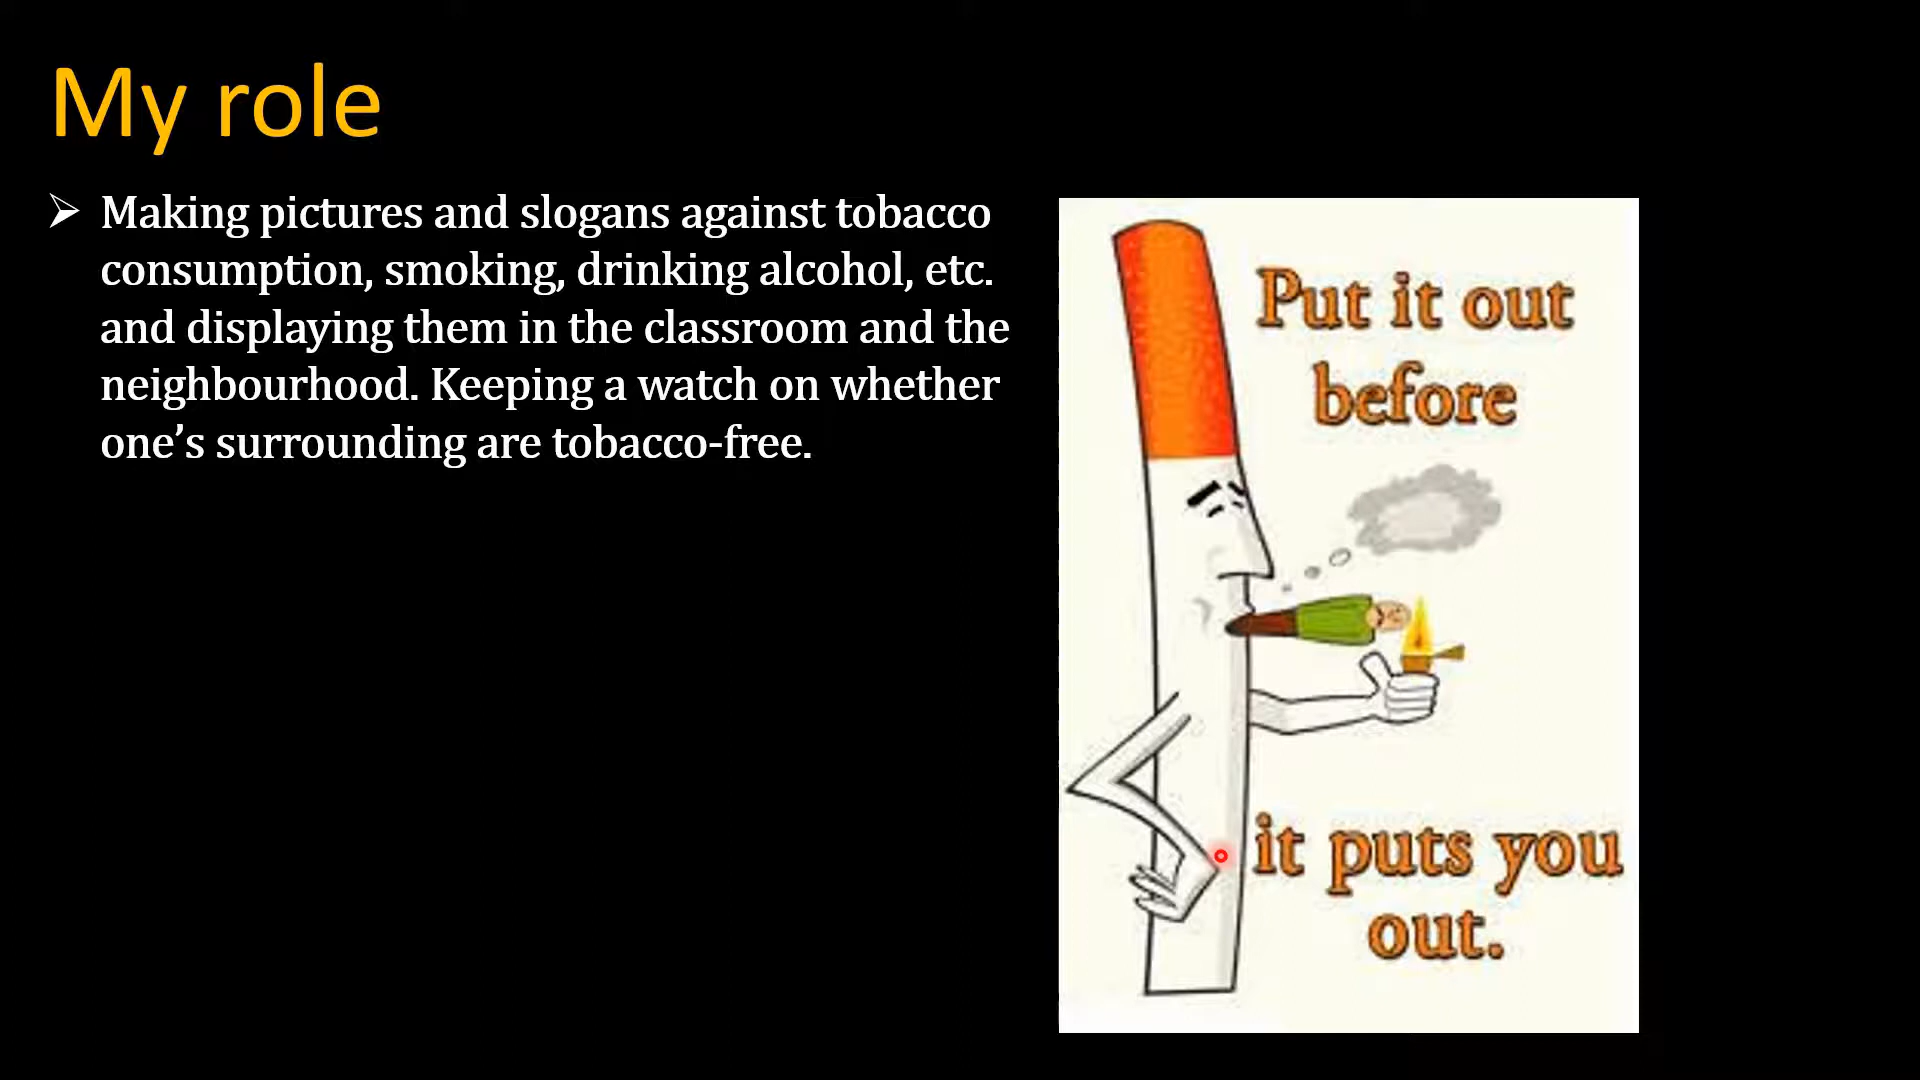 My role
➢ Making pictures and slogans against tobacco
consumption, smoking, drinking alcohol, etc.
and displaying them in the classroom and the
neighbourhood. Keeping a watch on whether
one’s surrounding are tobacco-free.
Put it out
before
it puts you
out.